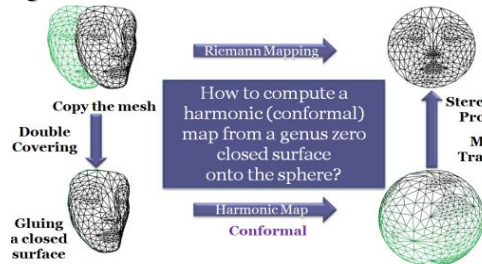 Riemann Mapping
Copy the mesh
Double
Covering
How to compute a
harmonic (conformal)
map from a genus zero
closed surface
onto the sphere?
Gluing
a closed
surface
Harmonic Map
Conformal